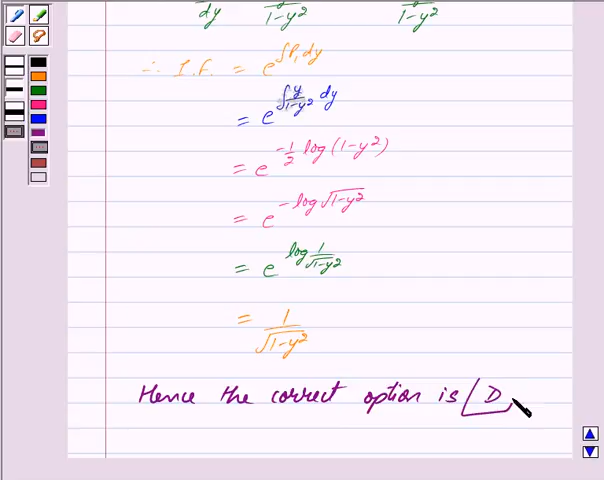 dy 1-y² 1-y²
∴ I.F. = e^∫P₁dy
= e^∫y/1-y² dy
= e^-1/2 log(1-y²)
= e^-log√1-y²
= e^log 1/√1-y²
= 1/√1-y²
Hence the correct option is D